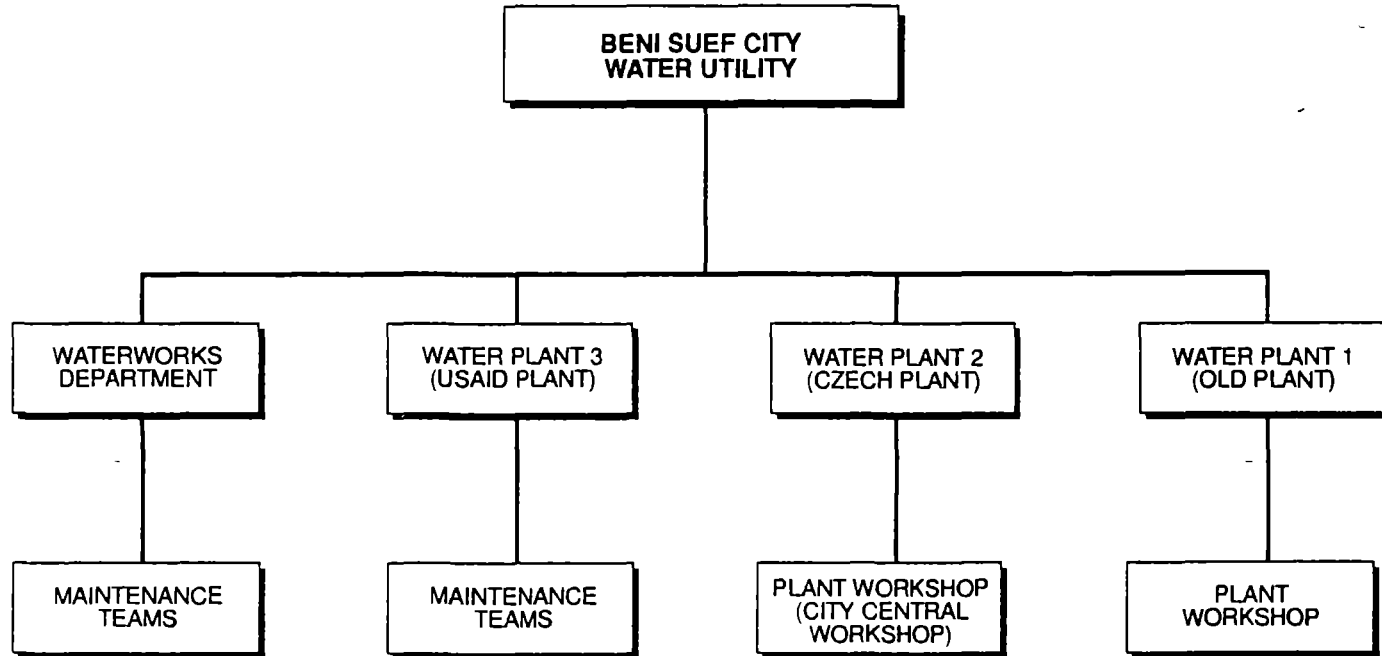 BENI SUEF CITY
WATER UTILITY
WATERWORKS
DEPARTMENT
WATER PLANT 3
(USAID PLANT)
WATER PLANT 2
(CZECH PLANT)
WATER PLANT 1
(OLD PLANT)
MAINTENANCE
TEAMS
MAINTENANCE
TEAMS
PLANT WORKSHOP
(CITY CENTRAL
WORKSHOP)
PLANT
WORKSHOP